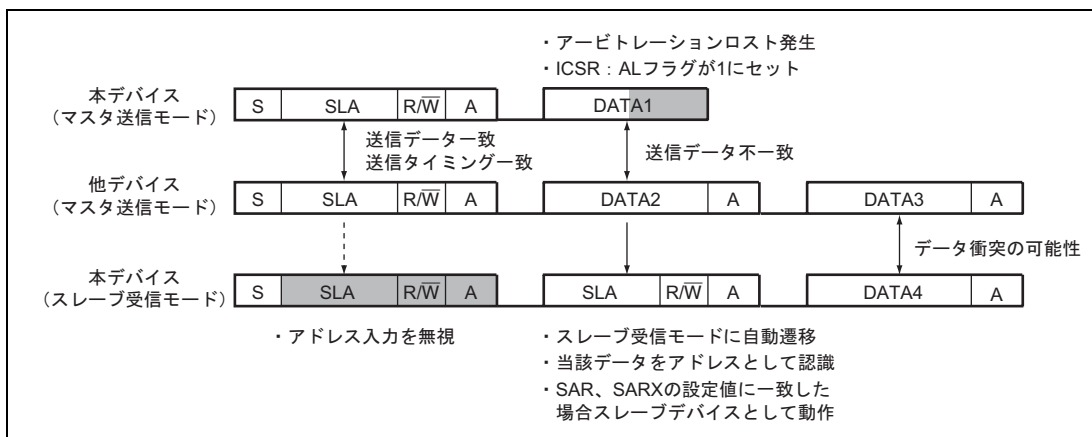 ・アービトレーションロスト発生
・ICSR：ALフラグが1にセット
本デバイス
（マスタ送信モード）
S SLA R/W̅ A DATA1
送信データ一致
送信タイミング一致
送信データ不一致
他デバイス
（マスタ送信モード）
S SLA R/W̅ A DATA2 A DATA3 A
データ衝突の可能性
本デバイス
（スレーブ受信モード）
S SLA R/W̅ A SLA R/W̅ A DATA4 A
・アドレス入力を無視
・スレーブ受信モードに自動遷移
・当該データをアドレスとして認識
・SAR、SARXの設定値に一致した
場合スレーブデバイスとして動作